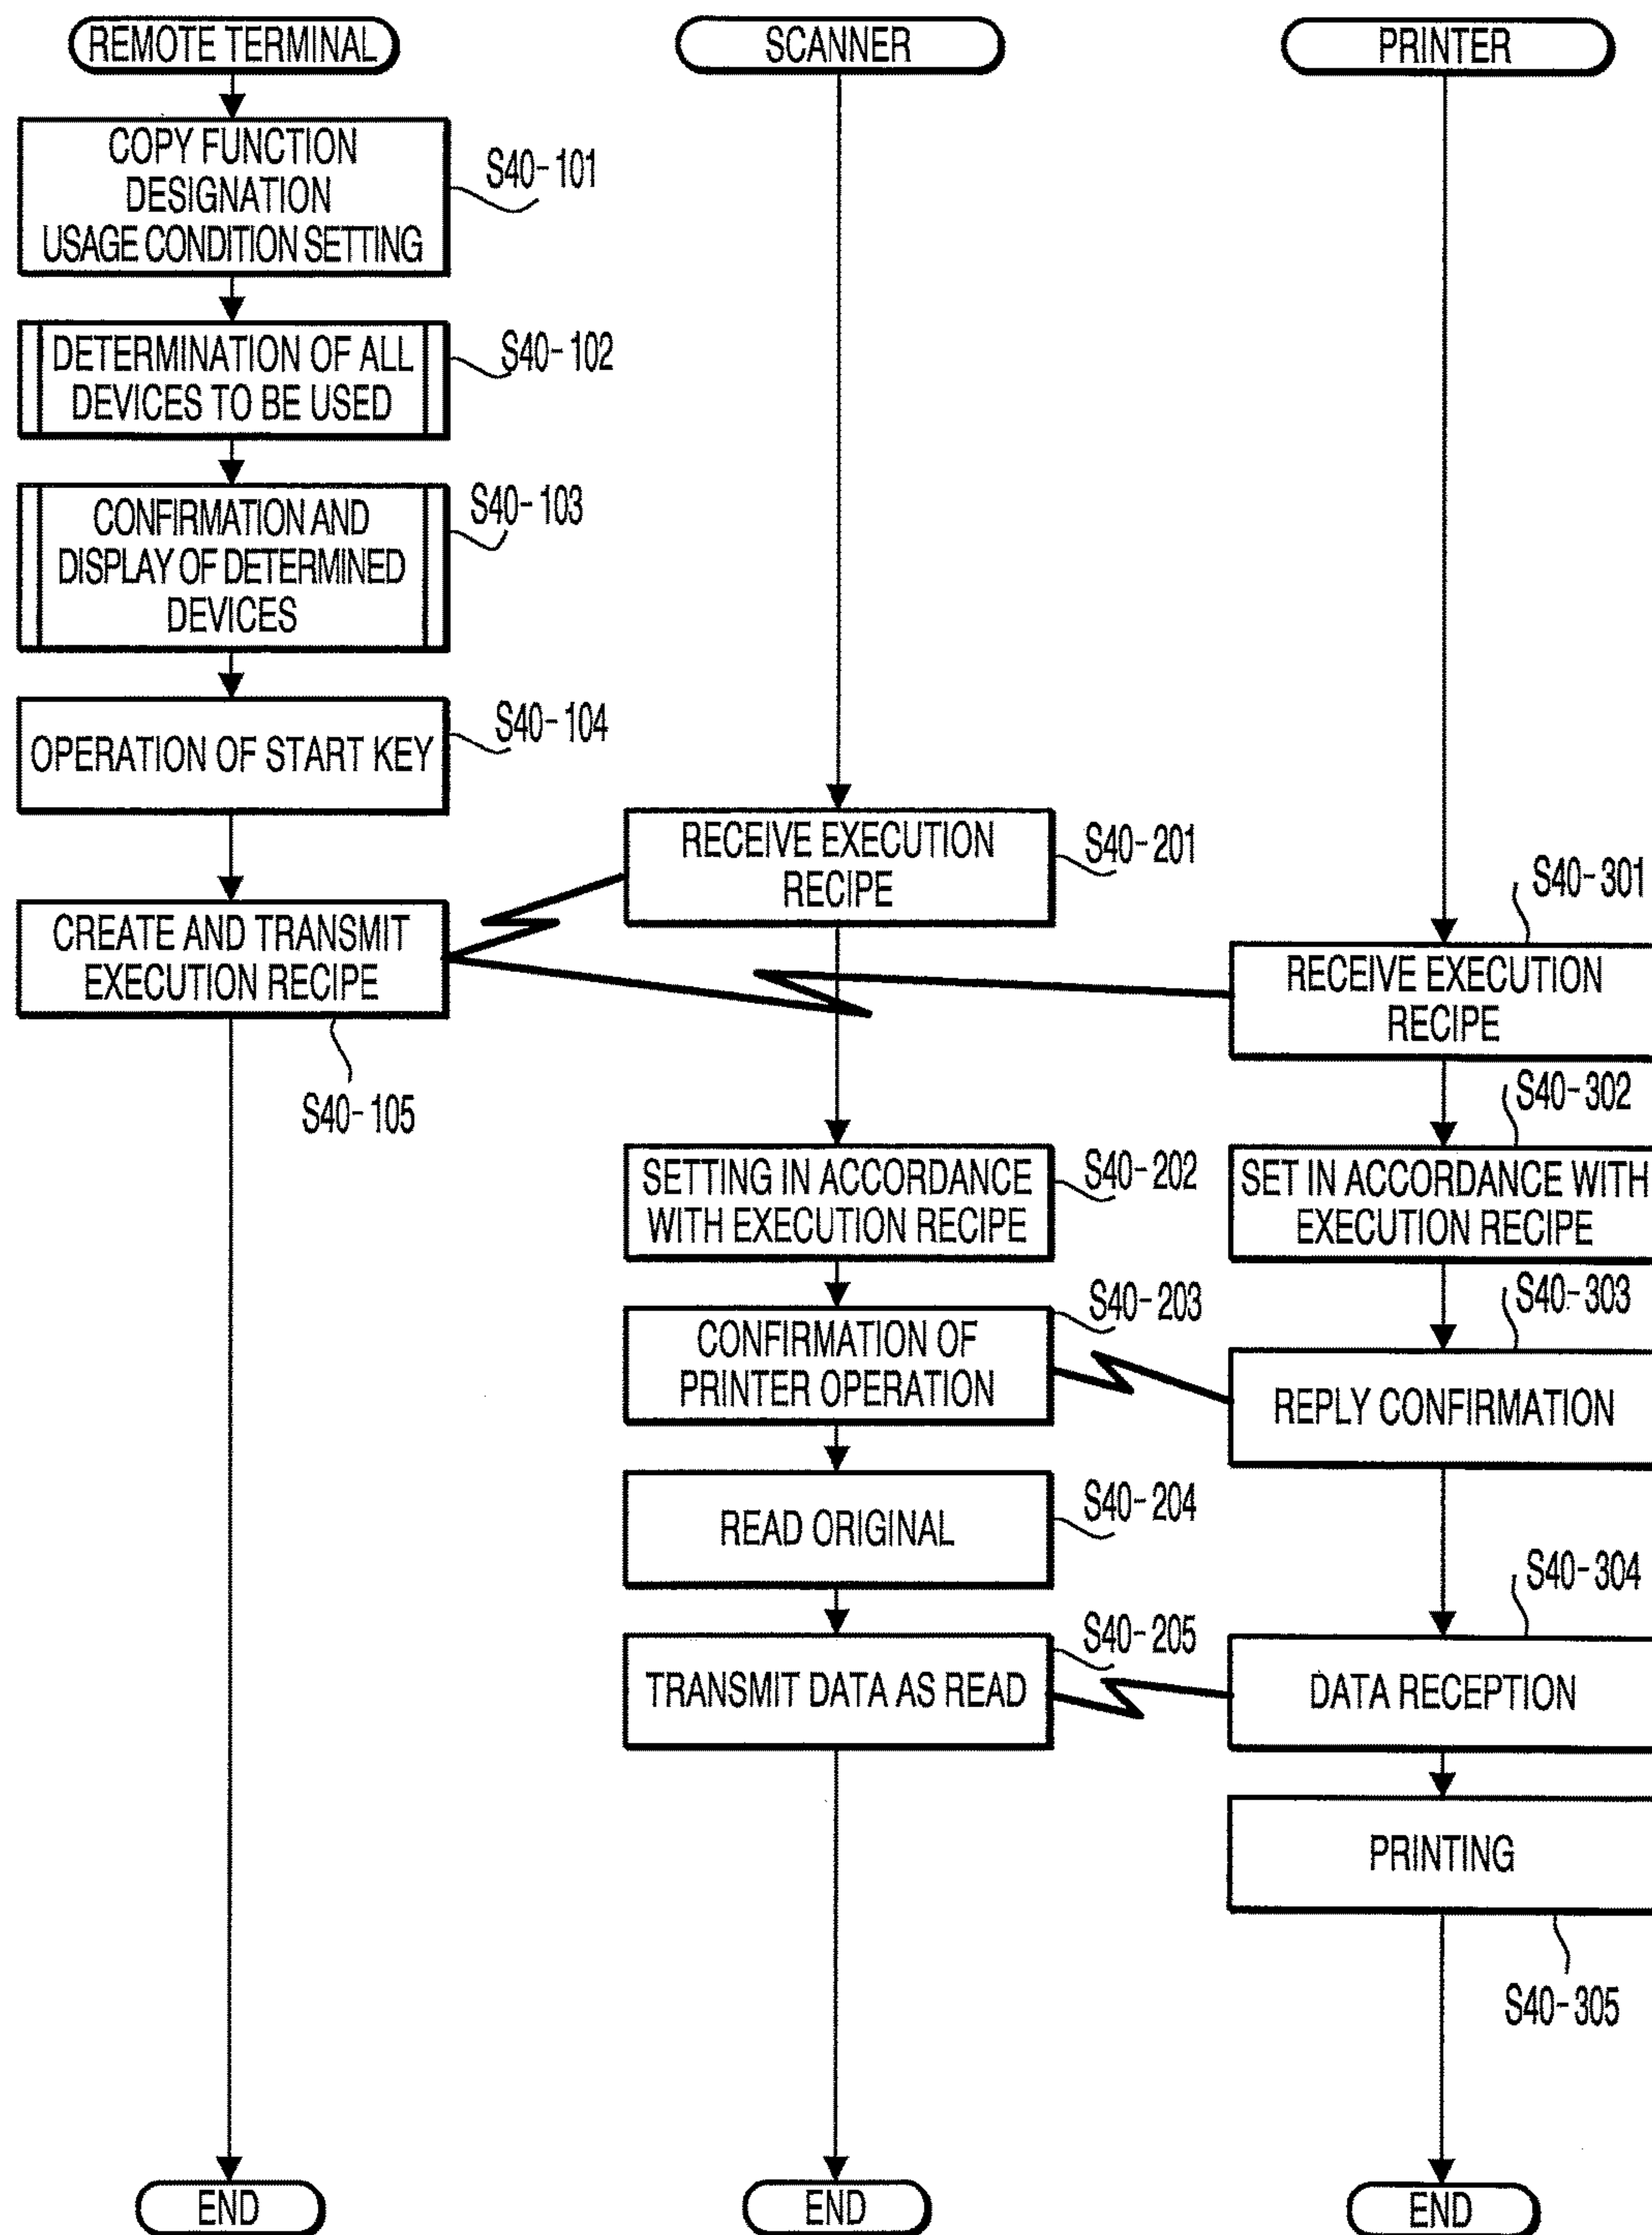 REMOTE TERMINAL
COPY FUNCTION
DESIGNATION
USAGE CONDITION SETTING
S40-101
DETERMINATION OF ALL
DEVICES TO BE USED
S40-102
CONFIRMATION AND
DISPLAY OF DETERMINED
DEVICES
S40-103
OPERATION OF START KEY
S40-104
CREATE AND TRANSMIT
EXECUTION RECIPE
S40-105
END
SCANNER
RECEIVE EXECUTION
RECIPE
S40-201
SETTING IN ACCORDANCE
WITH EXECUTION RECIPE
S40-202
CONFIRMATION OF
PRINTER OPERATION
S40-203
READ ORIGINAL
S40-204
TRANSMIT DATA AS READ
S40-205
END
PRINTER
S40-301
RECEIVE EXECUTION
RECIPE
S40-302
SET IN ACCORDANCE WITH
EXECUTION RECIPE
S40-303
REPLY CONFIRMATION
S40-304
DATA RECEPTION
PRINTING
S40-305
END